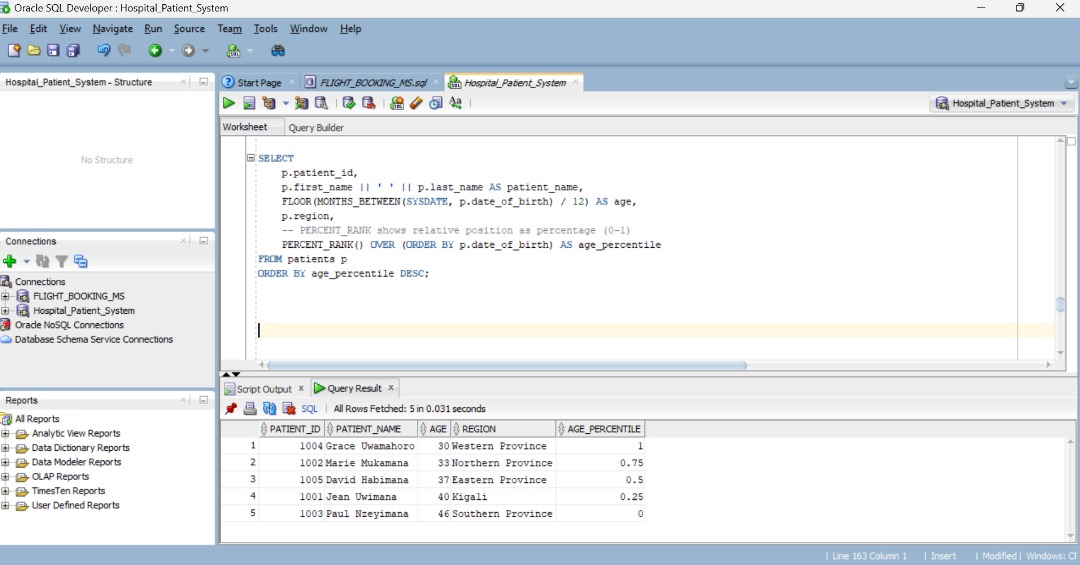 Oracle SQL Developer : Hospital_Patient_System
File Edit View Navigate Run Source Team Tools Window Help
Hospital_Patient_System - Structure
Start Page FLIGHT_BOOKING_MS.sql Hospital_Patient_System
Hospital_Patient_System
Worksheet Query Builder
No Structure
SELECT
p.patient_id,
p.first_name || ' ' || p.last_name AS patient_name,
FLOOR(MONTHS_BETWEEN(SYSDATE, p.date_of_birth) / 12) AS age,
p.region,
-- PERCENT_RANK shows relative position as percentage (0-1)
PERCENT_RANK() OVER (ORDER BY p.date_of_birth) AS age_percentile
FROM patients p
ORDER BY age_percentile DESC;
Connections
Connections
FLIGHT_BOOKING_MS
Hospital_Patient_System
Oracle NoSQL Connections
Database Schema Service Connections
Reports
All Reports
Analytic View Reports
Data Dictionary Reports
Data Modeler Reports
OLAP Reports
TimesTen Reports
User Defined Reports
Script Output x Query Result x
SQL | All Rows Fetched: 5 in 0.031 seconds
PATIENT_ID PATIENT_NAME AGE REGION AGE_PERCENTILE
1 1004 Grace Uwamahoro 30 Western Province 1
2 1002 Marie Mukamana 33 Northern Province 0.75
3 1005 David Habimana 37 Eastern Province 0.5
4 1001 Jean Uwimana 40 Kigali 0.25
5 1003 Paul Nzeyimana 46 Southern Province 0
| Line 163 Column 1 | Insert | Modified | Windows: C